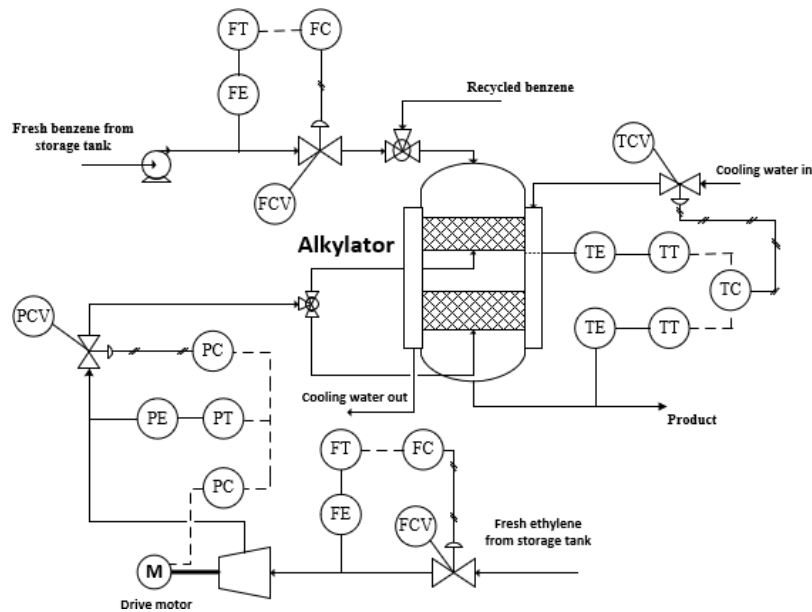 FT
FC
FE
Recycled benzene
Fresh benzene from
storage tank
TCV
Cooling water in
FCV
Alkylator
TE
TT
TC
PCV
PC
TE
TT
Cooling water out
Product
PE
PT
FT
FC
PC
FE
FCV
Fresh ethylene
from storage tank
M
Drive motor